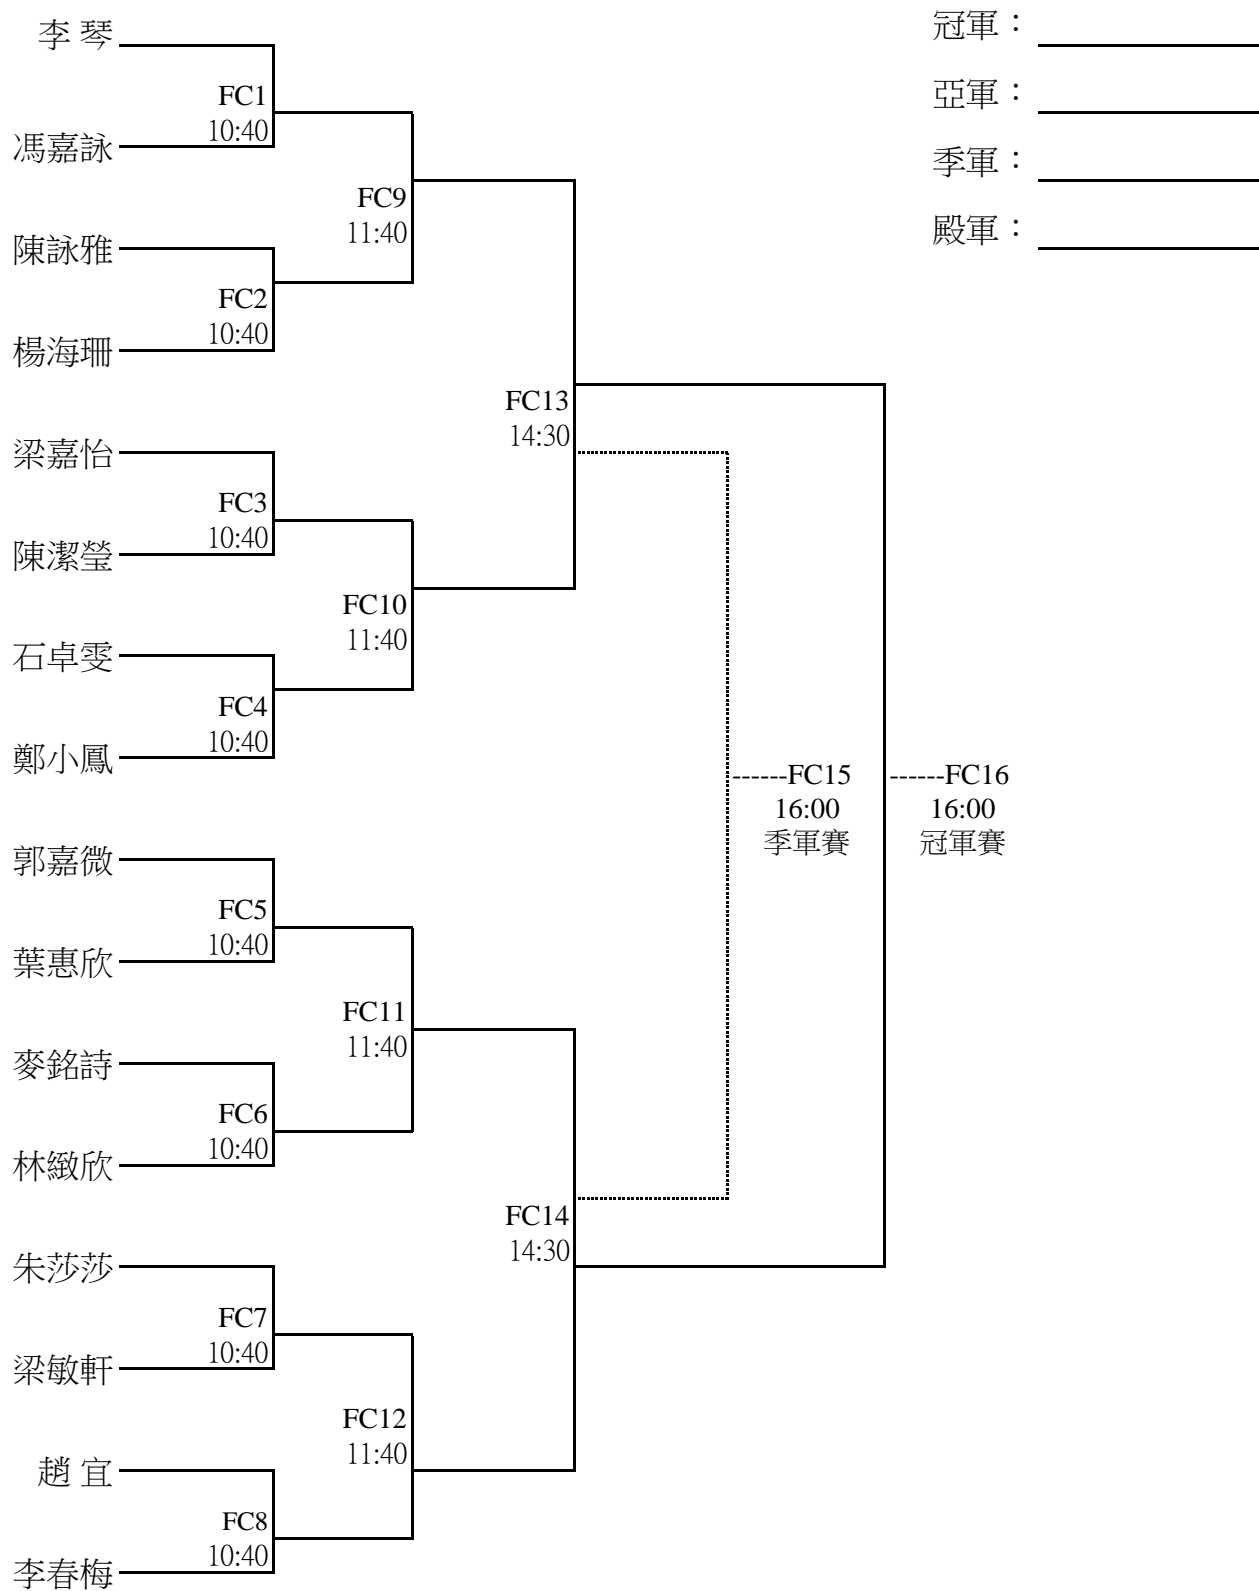 李 琴
冠軍：
FC1
10:40
亞軍：
馮嘉詠
季軍：
FC9
11:40
陳詠雅
殿軍：
FC2
10:40
楊海珊
FC13
14:30
梁嘉怡
FC3
10:40
陳潔瑩
FC10
11:40
石卓雯
FC4
10:40
鄭小鳳
------FC15
16:00
季軍賽
------FC16
16:00
冠軍賽
郭嘉微
FC5
10:40
葉惠欣
FC11
11:40
麥銘詩
FC6
10:40
林緻欣
FC14
14:30
朱莎莎
FC7
10:40
梁敏軒
FC12
11:40
趙 宜
FC8
10:40
李春梅